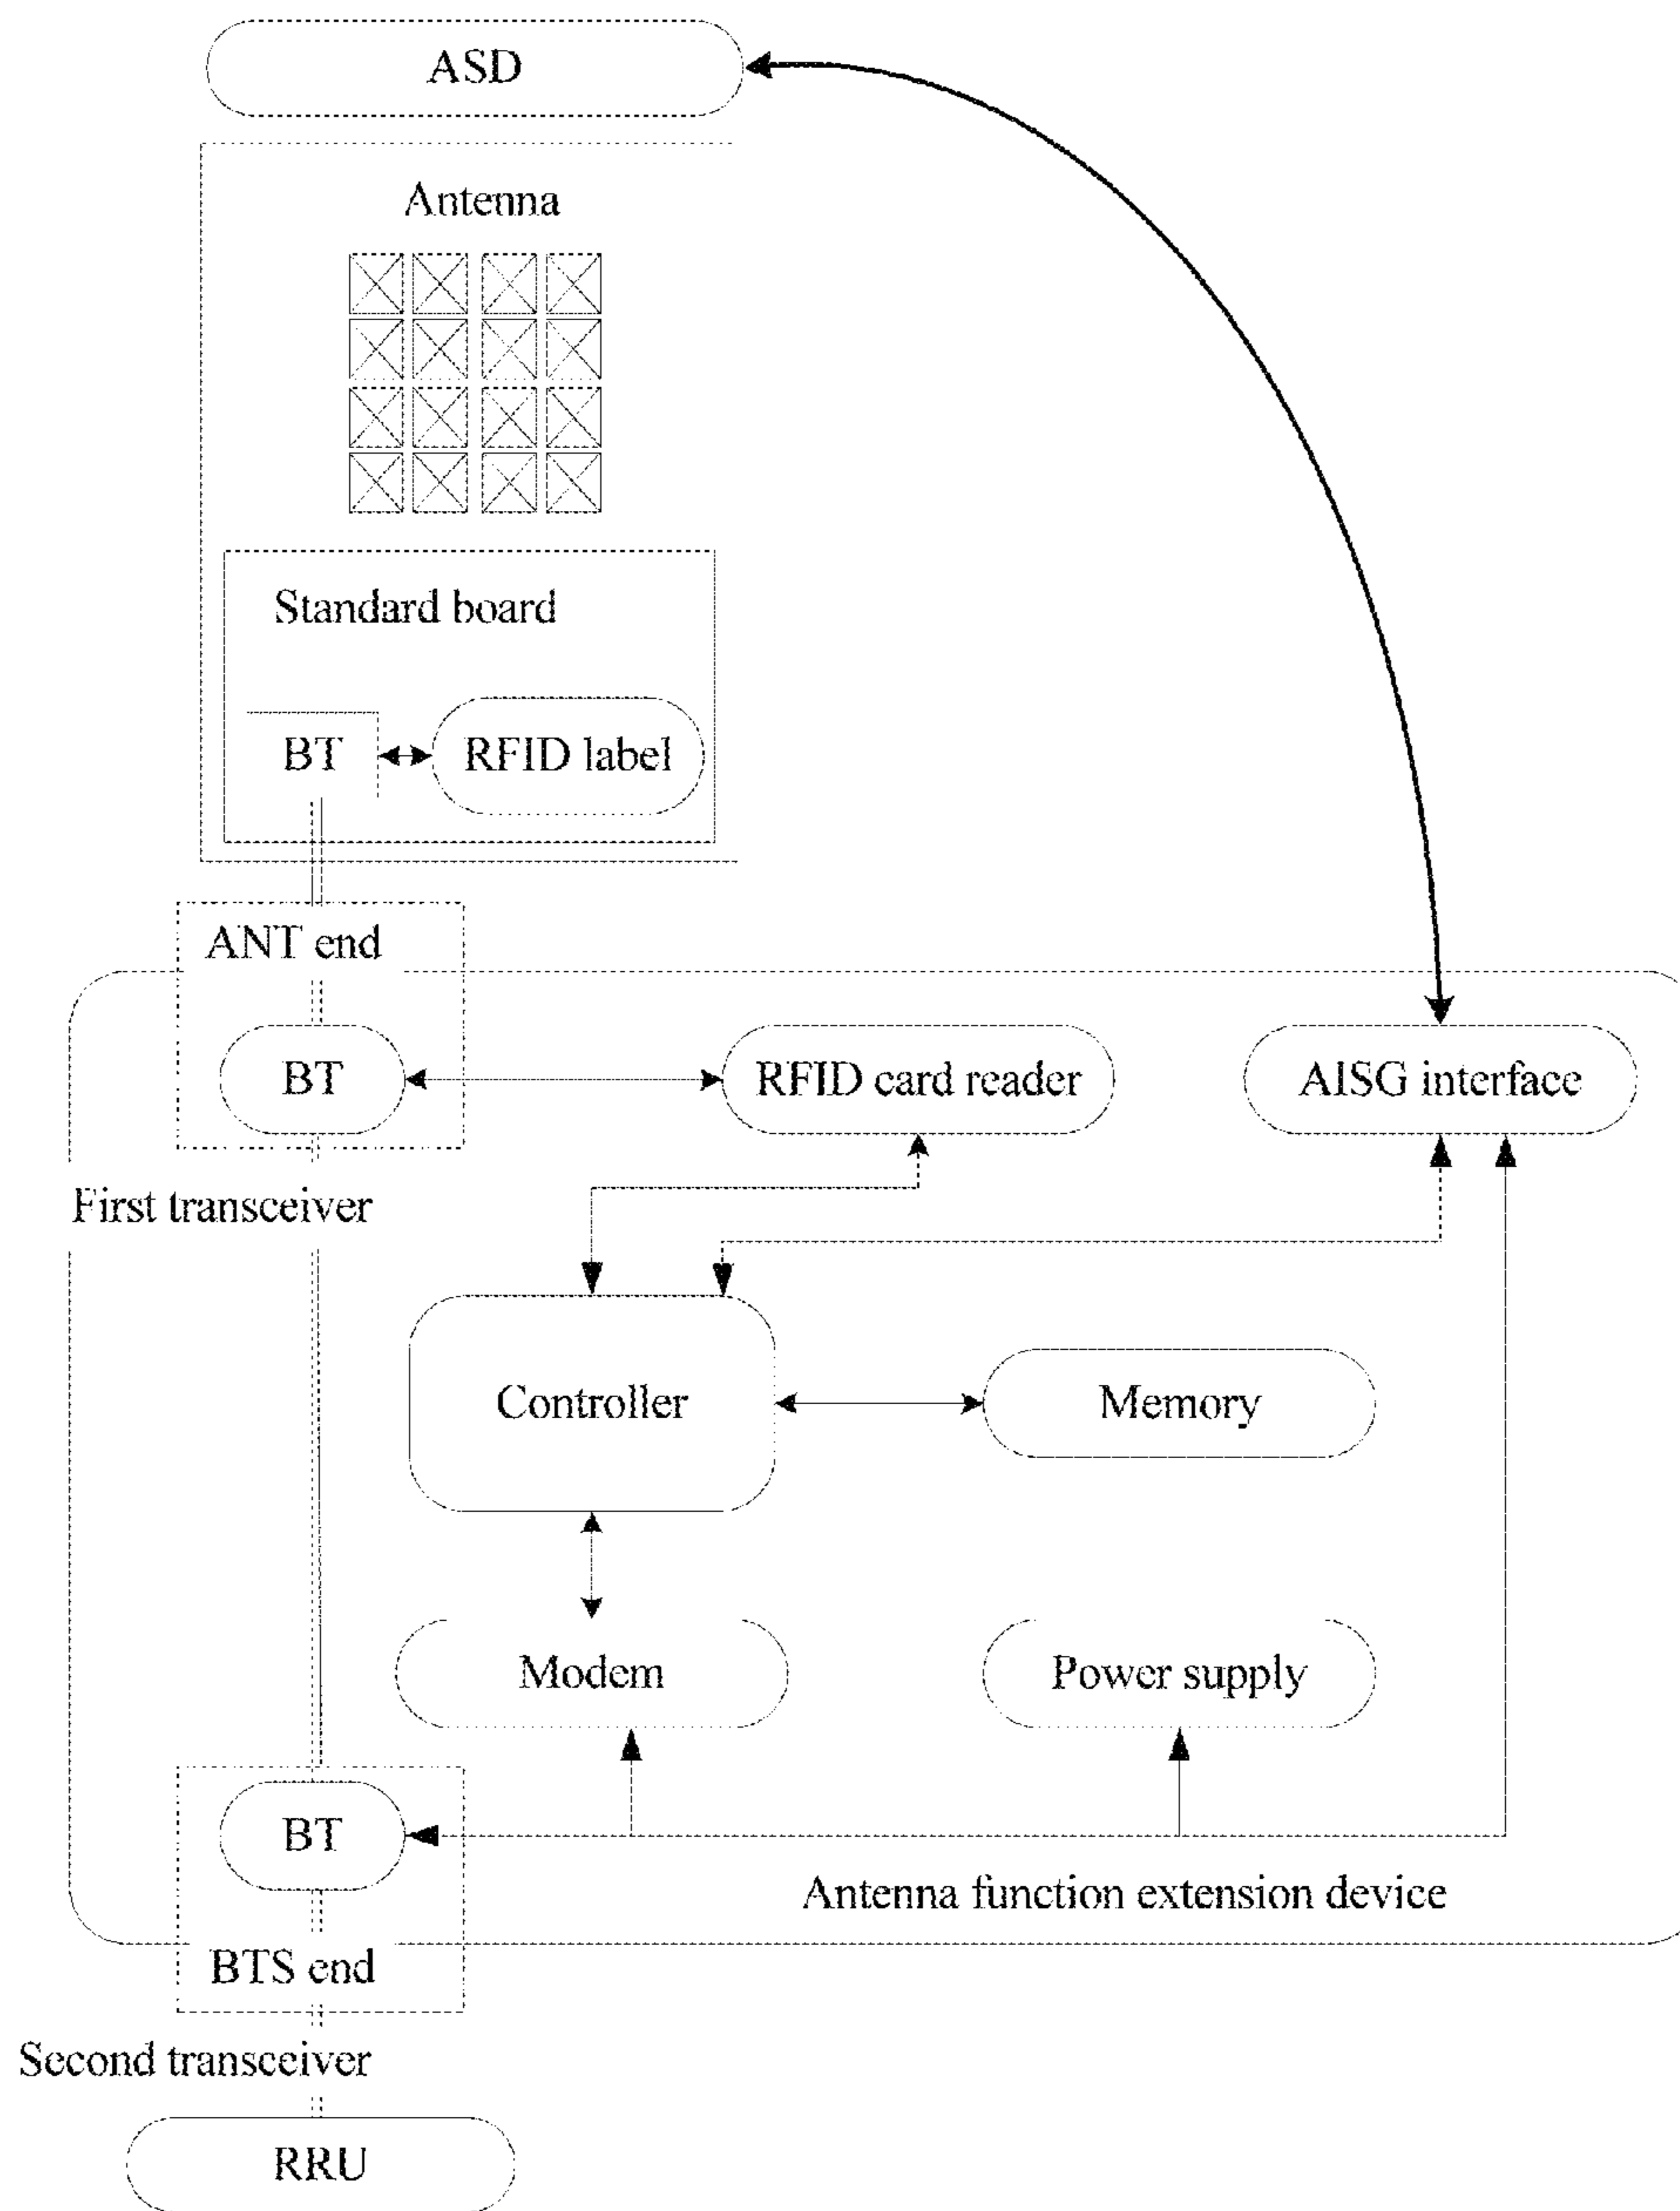 ASD
Antenna
Standard board
BT
RFID label
ANT end
BT
RFID card reader
AISG interface
First transceiver
Controller
Memory
Modem
Power supply
BT
Antenna function extension device
BTS end
Second transceiver
RRU